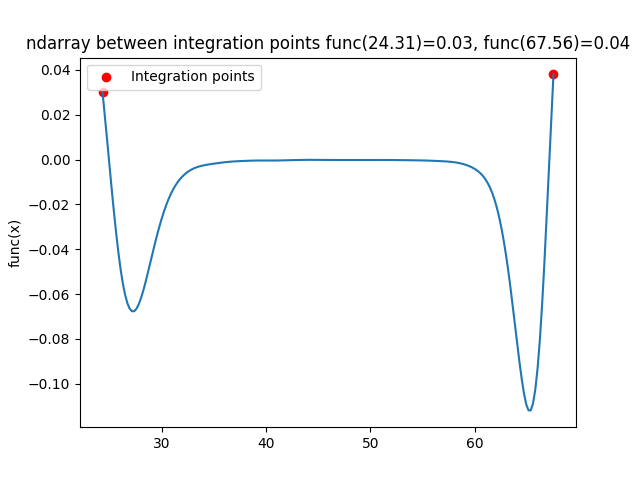 ndarray between integration points func(24.31)=0.03, func(67.56)=0.04
Integration points
0.04
0.02
0.00
−0.02
−0.04
−0.06
−0.08
−0.10
func(x)
30 40 50 60